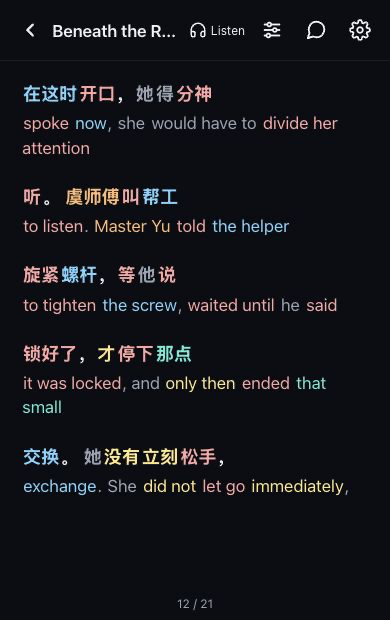 Beneath the R...
Listen
在这时开口，她得分神
spoke now, she would have to divide her
attention
听。虞师傅叫帮工
to listen. Master Yu told the helper
旋紧螺杆，等他说
to tighten the screw, waited until he said
锁好了，才停下那点
it was locked, and only then ended that
small
交换。她没有立刻松手，
exchange. She did not let go immediately,
12 / 21